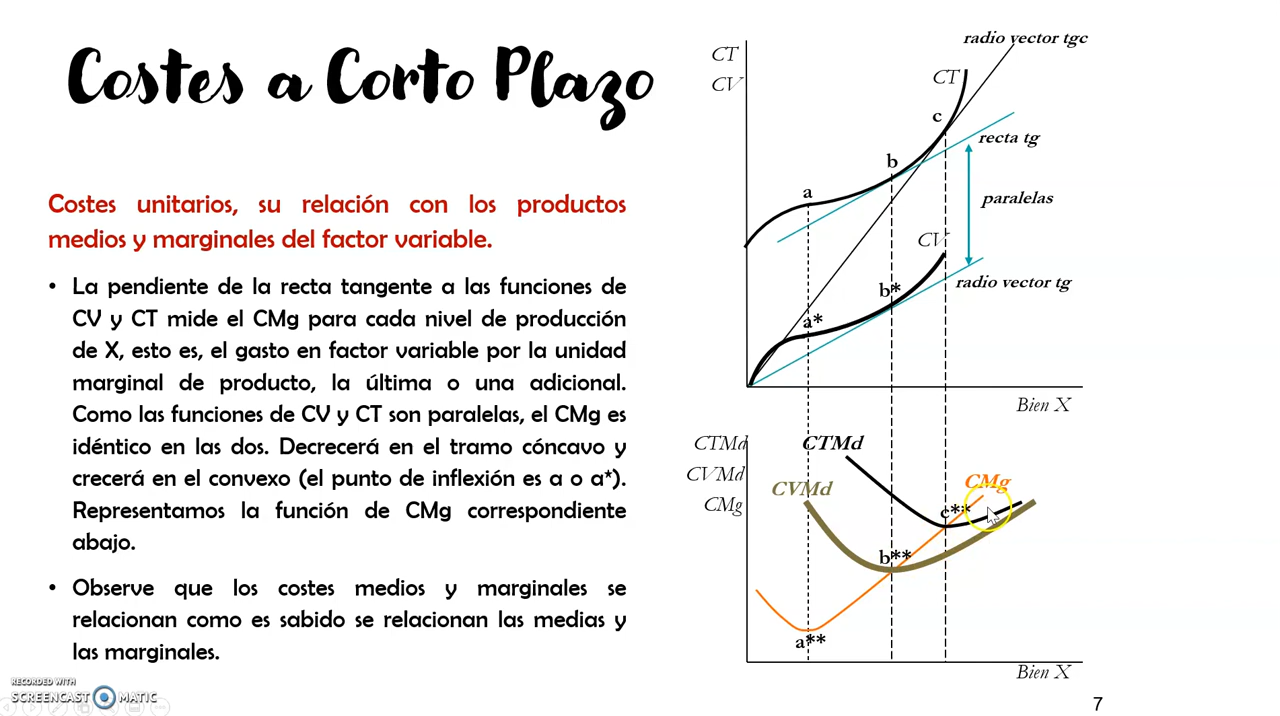 Costes a Corto Plazo
Costes unitarios, su relación con los productos
medios y marginales del factor variable.
• La pendiente de la recta tangente a las funciones de
CV y CT mide el CMg para cada nivel de producción
de X, esto es, el gasto en factor variable por la unidad
marginal de producto, la última o una adicional.
Como las funciones de CV y CT son paralelas, el CMg es
idéntico en las dos. Decrecerá en el tramo cóncavo y
crecerá en el convexo (el punto de inflexión es a o a*).
Representamos la función de CMg correspondiente
abajo.
• Observe que los costes medios y marginales se
relacionan como es sabido se relacionan las medias y
las marginales.
RECORDED WITH
SCREENCAST MATIC
radio vector tgc
CT
CV
CT
c
recta tg
b
a
paralelas
CV
radio vector tg
b*
a*
Bien X
CTMd
CVMd
CMg
CTMd
CVMd
CMg
c**
b**
a**
Bien X
7